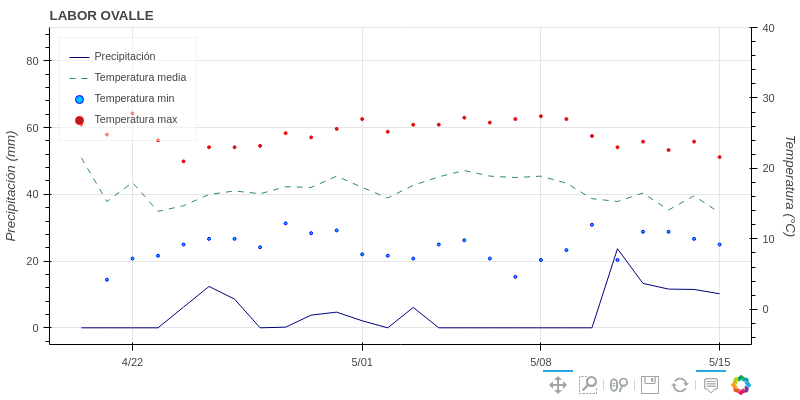 LABOR OVALLE
Precipitación
Temperatura media
Temperatura min
Temperatura max
Precipitación (mm)
80
60
40
20
0
Temperatura (°C)
40
30
20
10
0
4/22
5/01
5/08
5/15